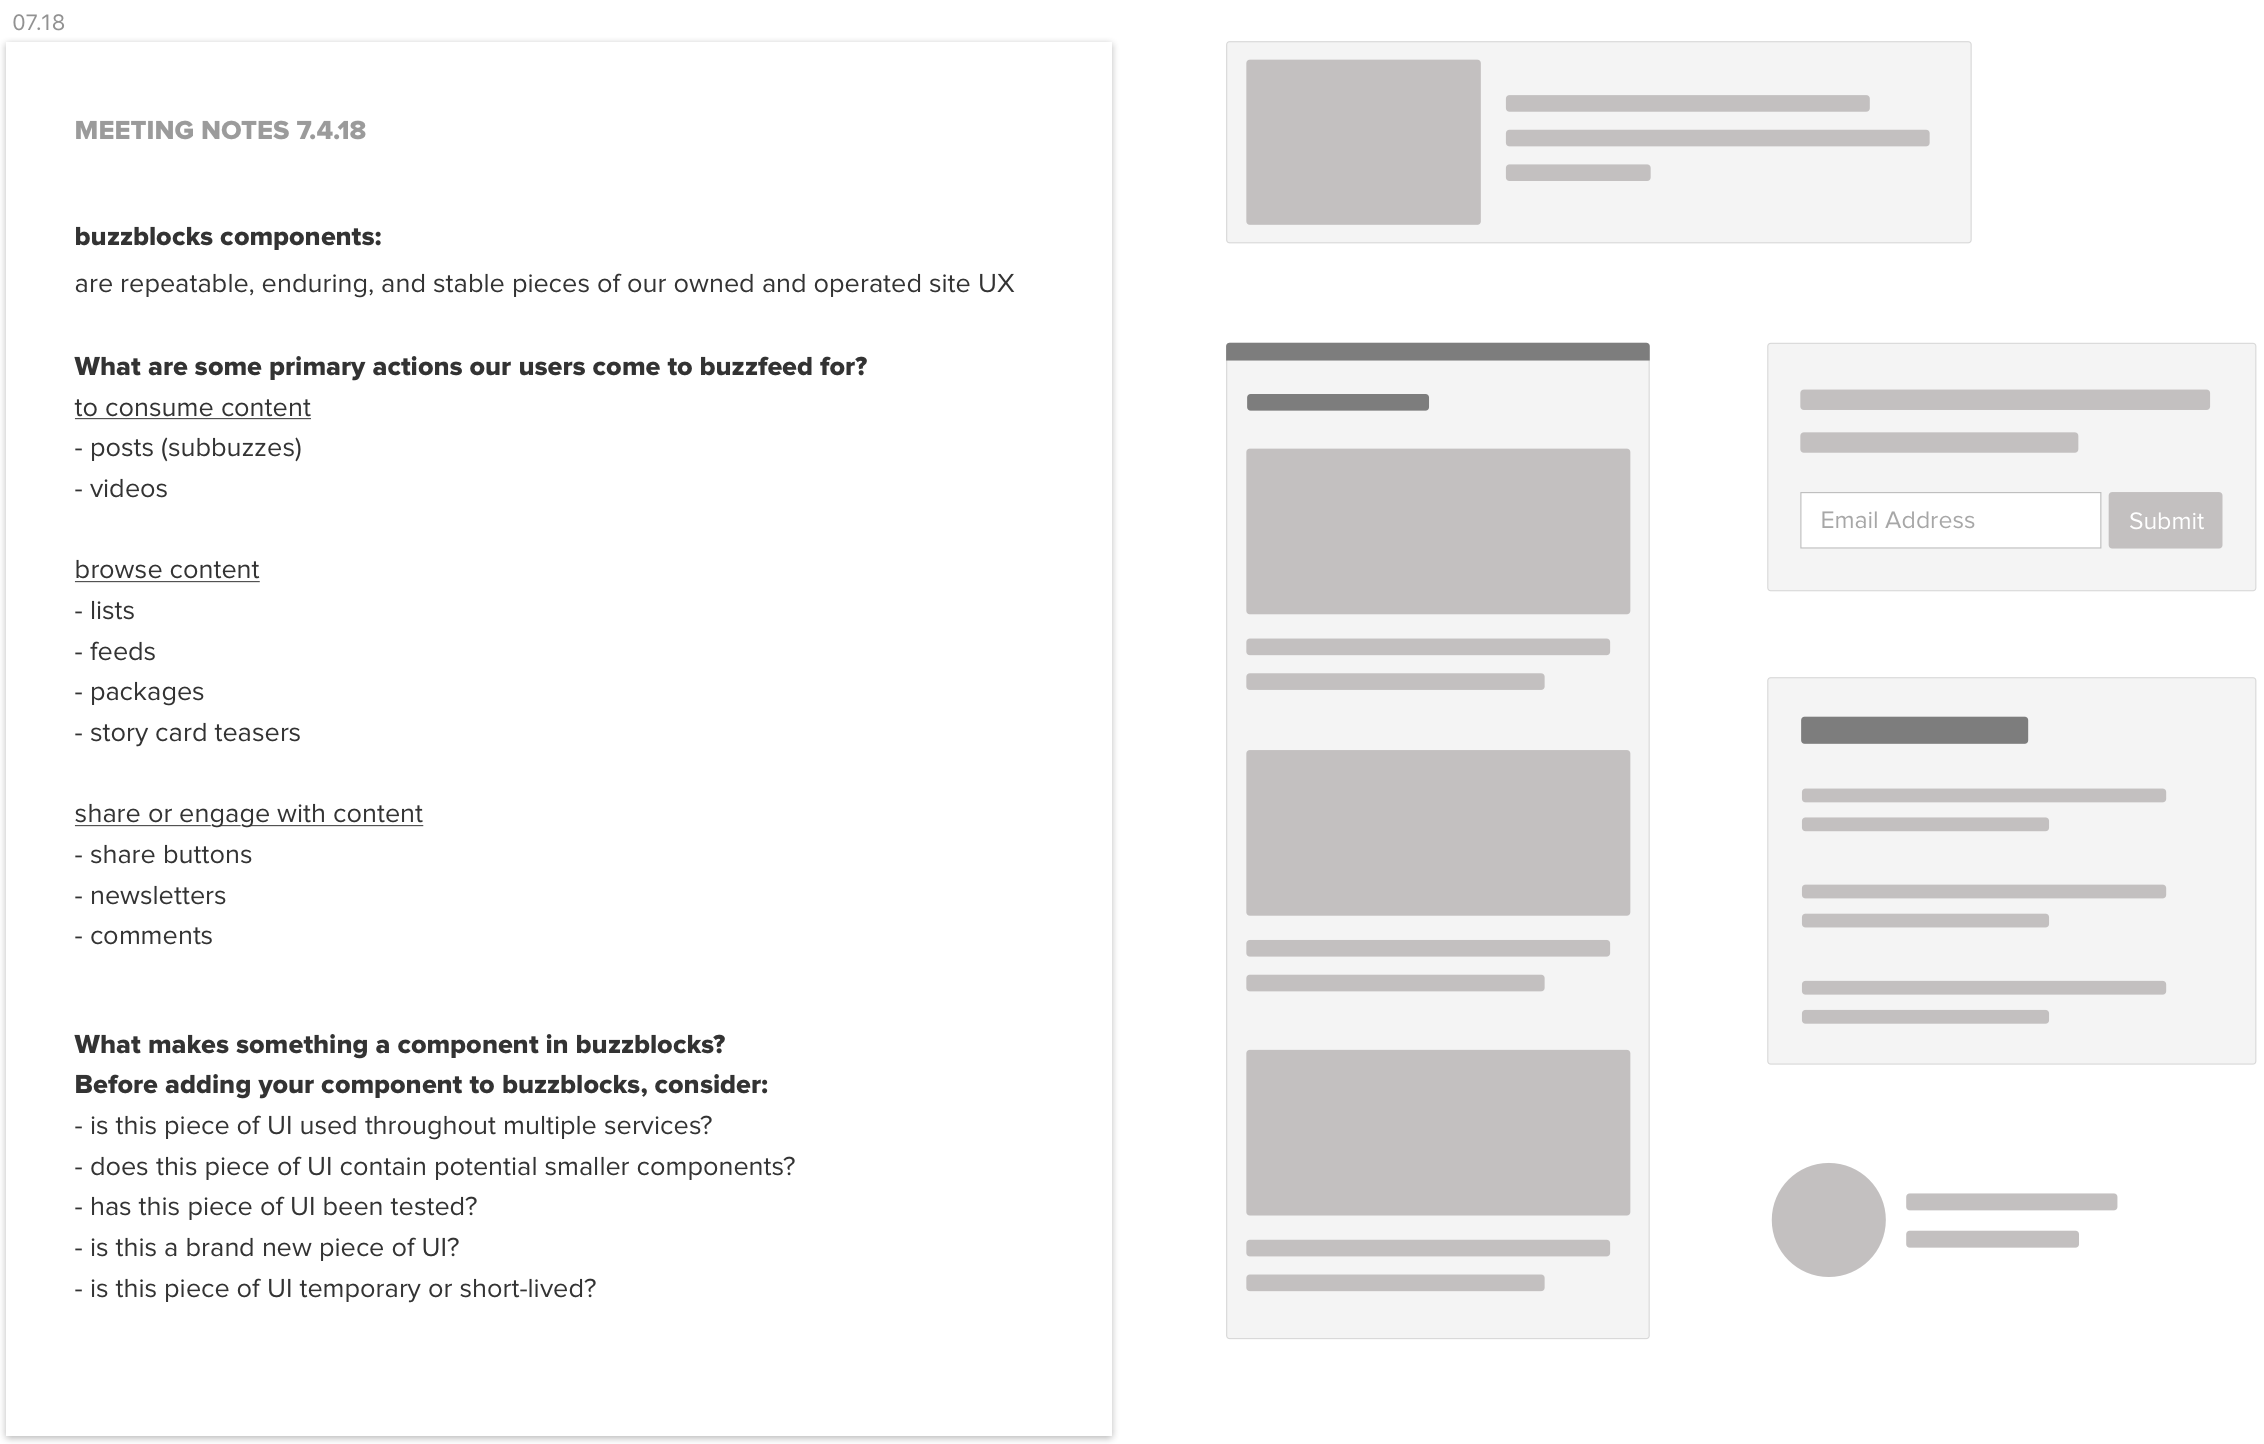 07.18
MEETING NOTES 7.4.18
buzzblocks components:
are repeatable, enduring, and stable pieces of our owned and operated site UX
What are some primary actions our users come to buzzfeed for?
to consume content
- posts (subbuzzes)
- videos
browse content
- lists
- feeds
- packages
- story card teasers
share or engage with content
- share buttons
- newsletters
- comments
What makes something a component in buzzblocks?
Before adding your component to buzzblocks, consider:
- is this piece of UI used throughout multiple services?
- does this piece of UI contain potential smaller components?
- has this piece of UI been tested?
- is this a brand new piece of UI?
- is this piece of UI temporary or short-lived?
Email Address
Submit